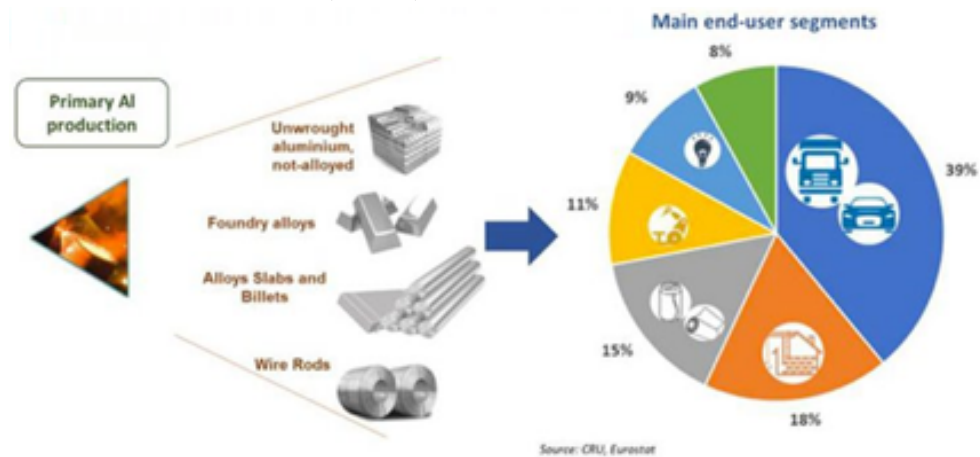 Main end-user segments
Primary Al
production
Unwrought
aluminium,
not-alloyed
Foundry alloys
Alloys Slabs and
Billets
Wire Rods
8%
9%
39%
11%
15%
18%
Source: CRU, Eurostat